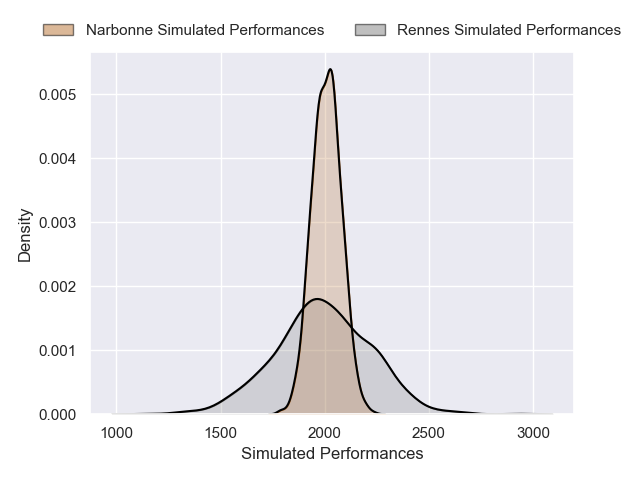 Narbonne Simulated Performances
Rennes Simulated Performances
0.005
0.004
0.003
0.002
0.001
0.000
Density
1000
1500
2000
2500
3000
Simulated Performances